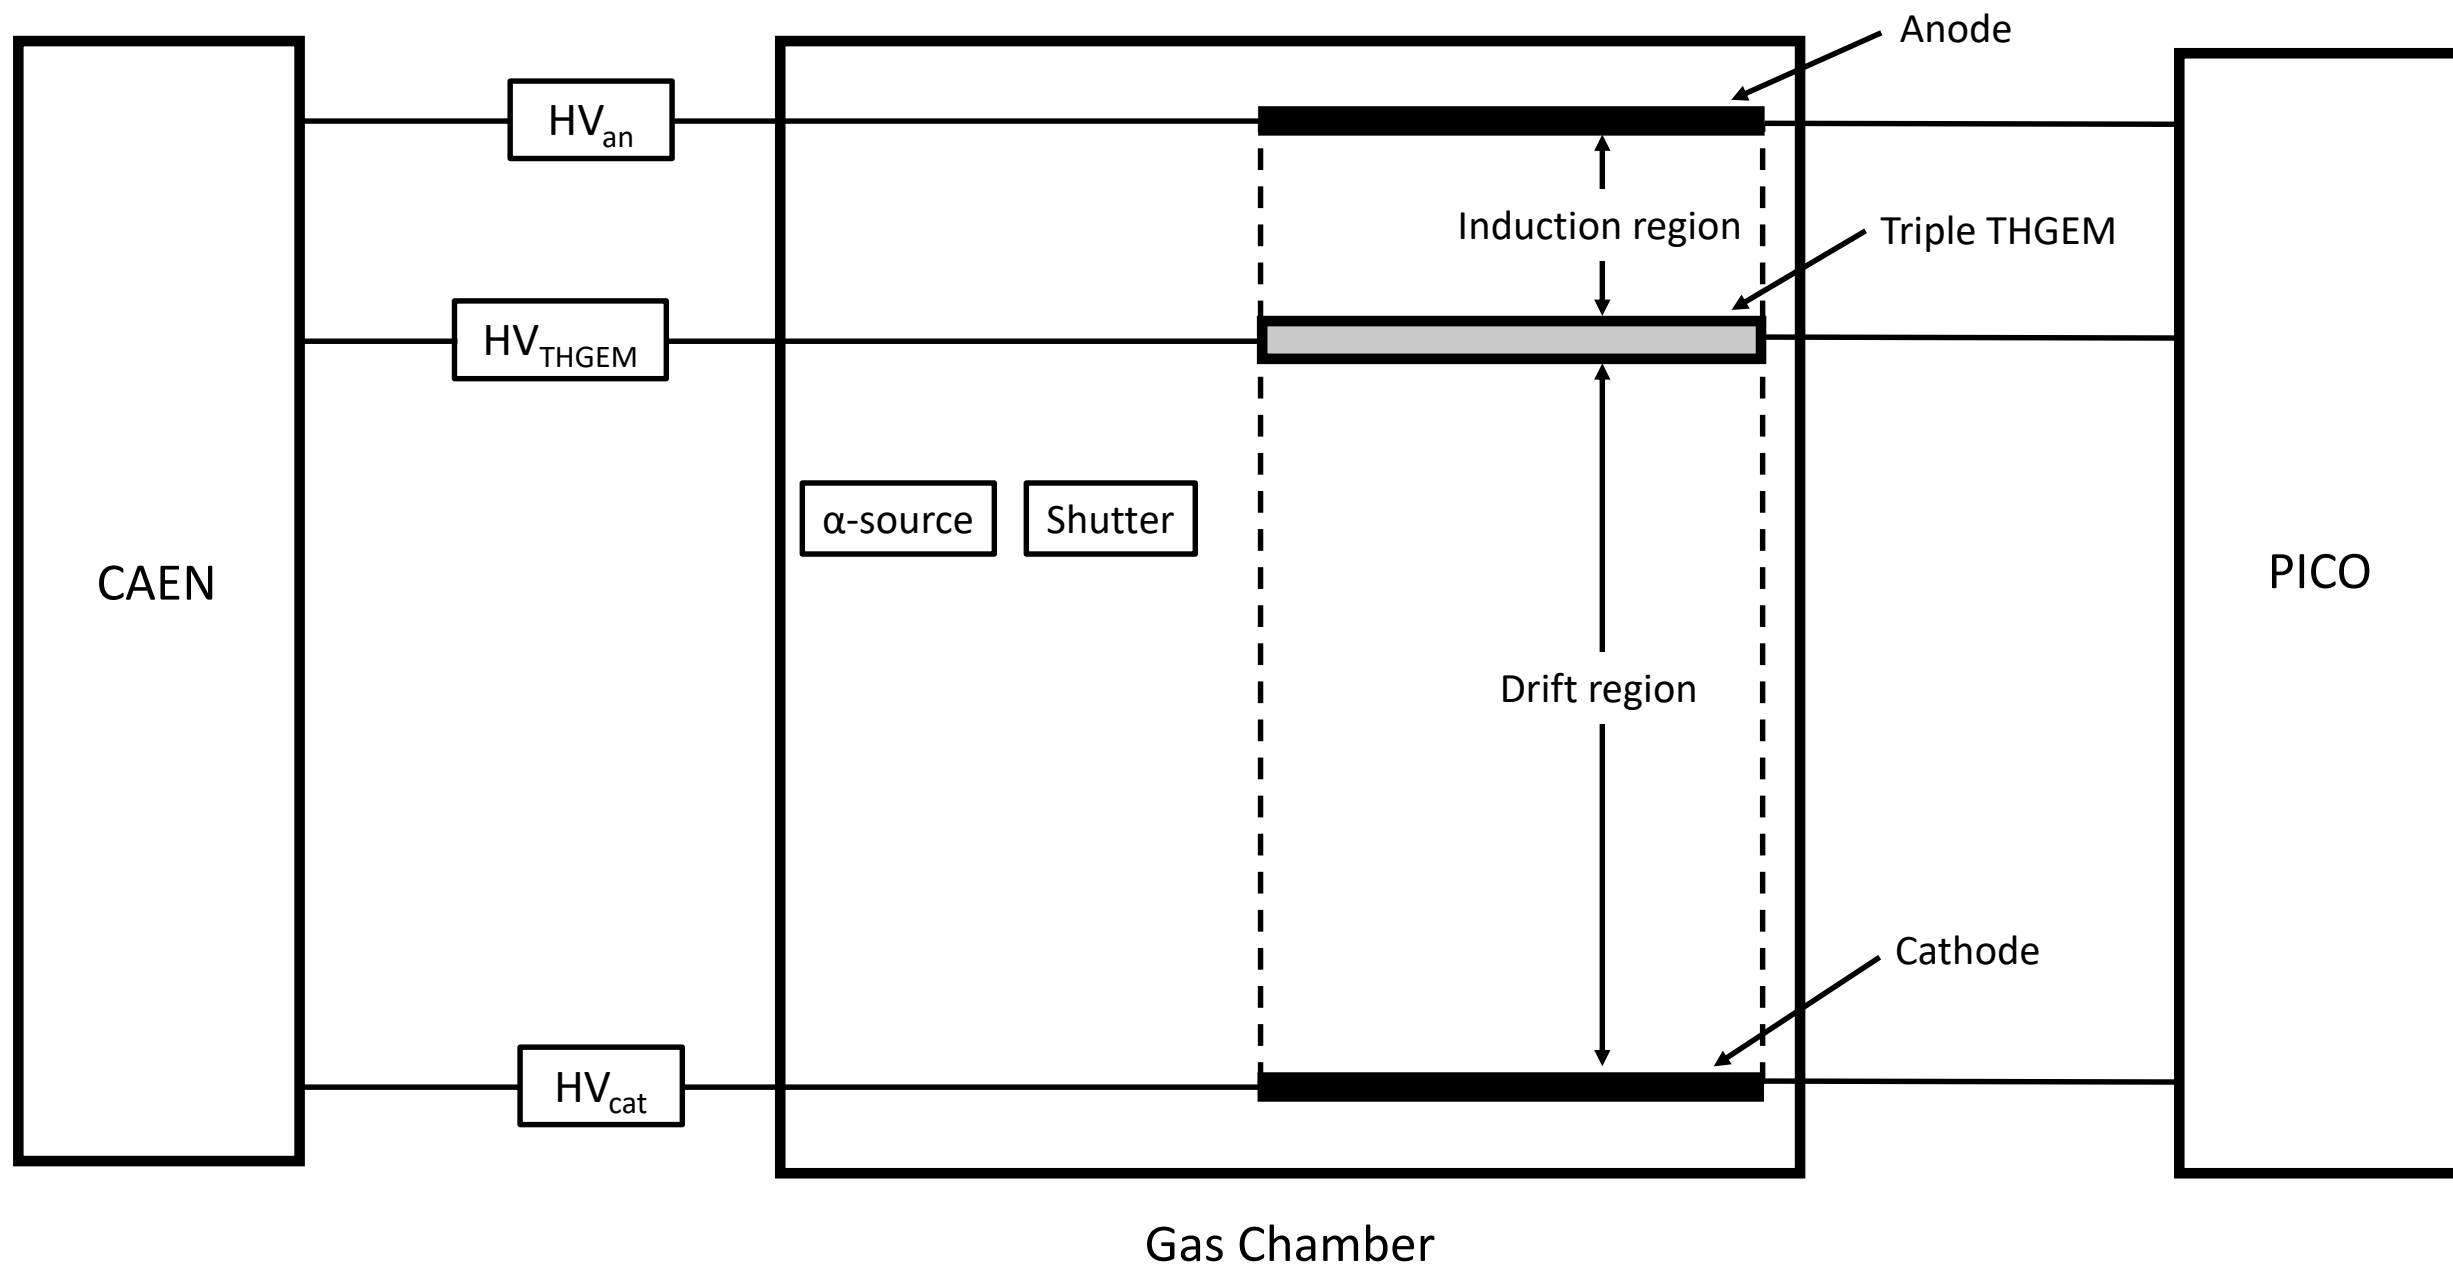 Anode
HVan
Induction region
Triple THGEM
HVTHGEM
α-source
Shutter
CAEN
PICO
Drift region
Cathode
HVcat
Gas Chamber